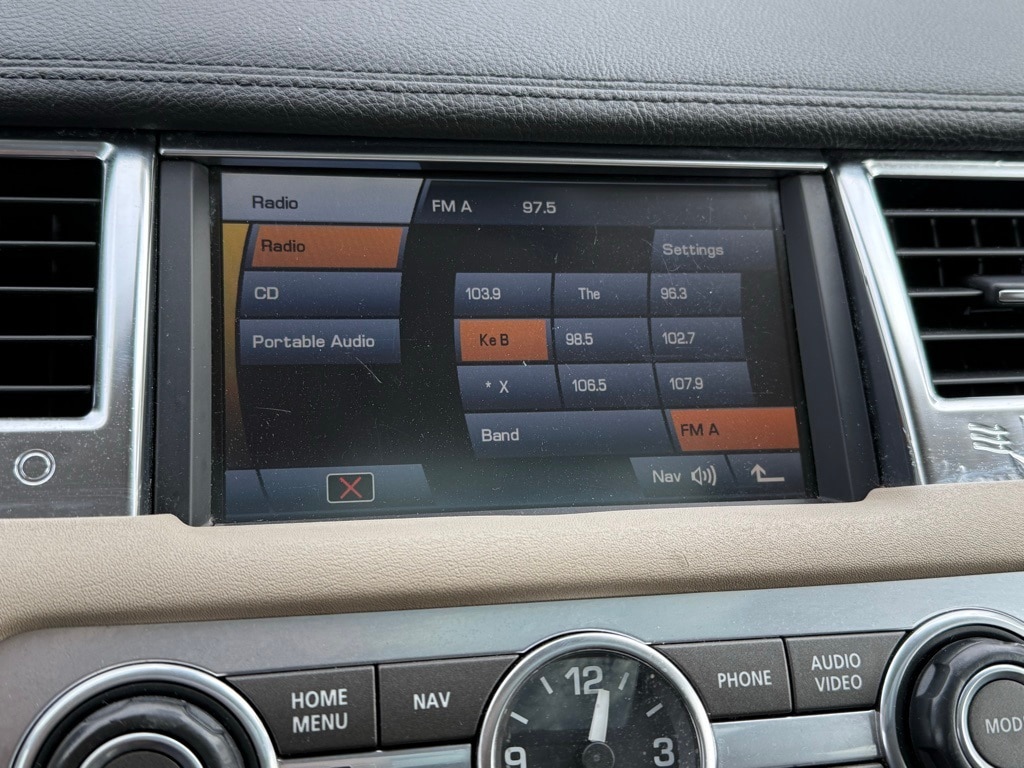 Radio FM A 97.5
Radio Settings
CD 103.9 The 96.3
Portable Audio Ke B 98.5 102.7
* X 106.5 107.9
Band FM A
Nav
HOME MENU NAV PHONE AUDIO VIDEO
12
9 3